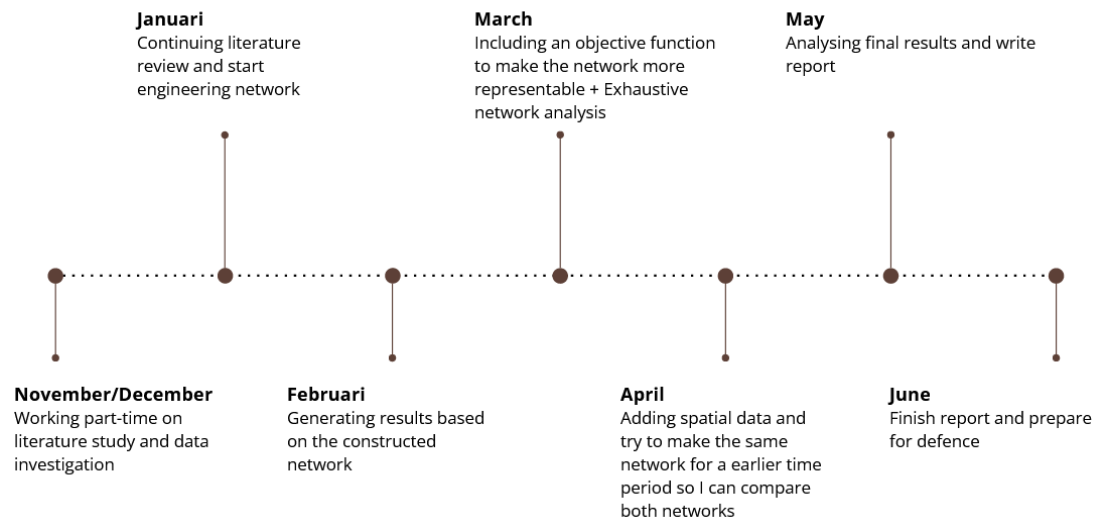 Januari
Continuing literature
review and start
engineering network
March
Including an objective function
to make the network more
representable + Exhaustive
network analysis
May
Analysing final results and write
report
November/December
Working part-time on
literature study and data
investigation
Februari
Generating results based
on the constructed
network
April
Adding spatial data and
try to make the same
network for a earlier time
period so I can compare
both networks
June
Finish report and prepare
for defence